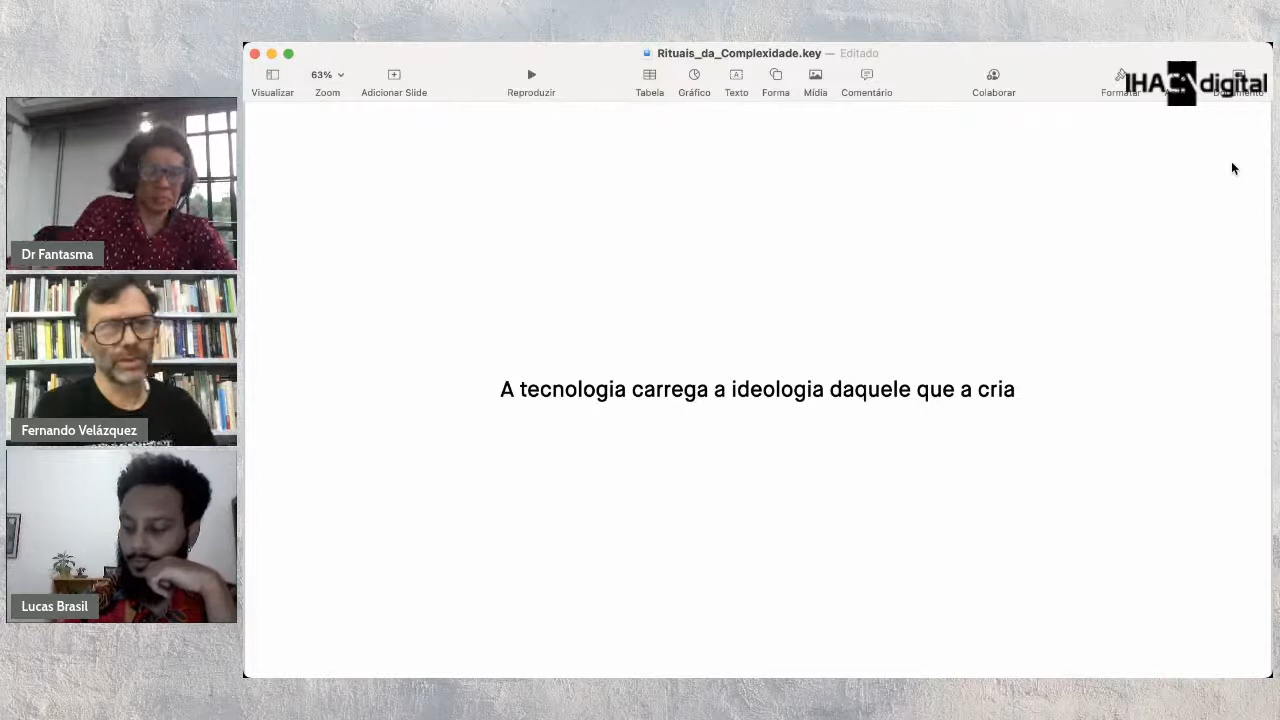 Rituais_da_Complexidade.key — Editado
63%
Visualizar Zoom Adicionar Slide Reproduzir Tabela Gráfico Texto Forma Mídia Comentário Colaborar Formatar
IHAC digital
Dr Fantasma
A tecnologia carrega a ideologia daquele que a cria
Fernando Velázquez
Lucas Brasil